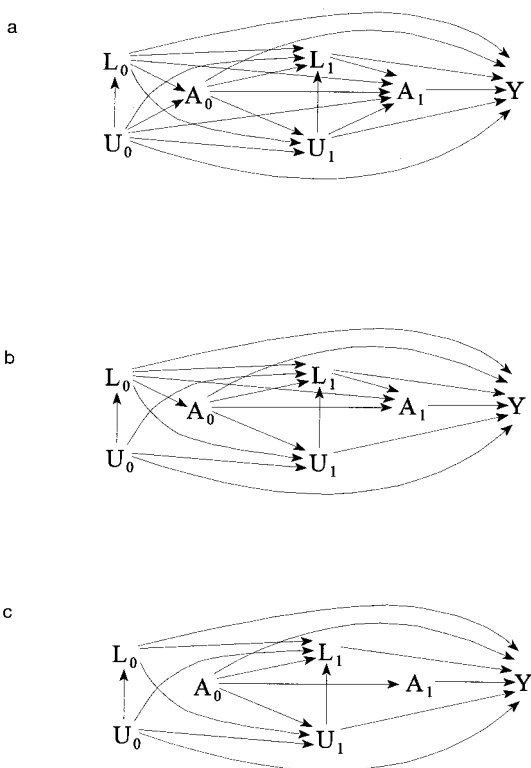 a
L₀ A₀ L₁ A₁ Y
U₀ U₁
b
L₀ A₀ L₁ A₁ Y
U₀ U₁
c
L₀ A₀ L₁ A₁ Y
U₀ U₁